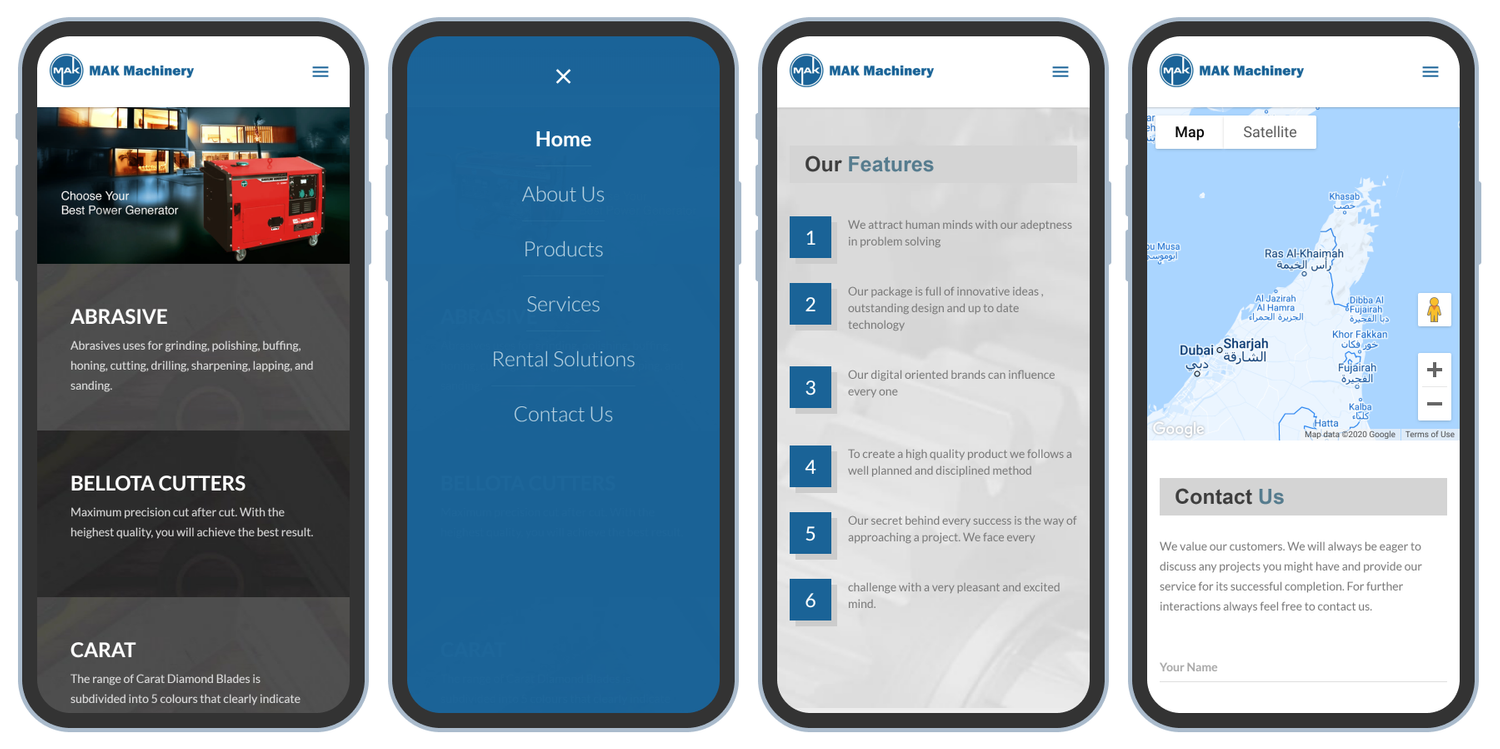 MAK
MAK Machinery
Choose Your
Best Power Generator
ABRASIVE
Abrasives uses for grinding, polishing, buffing,
honing, cutting, drilling, sharpening, lapping, and
sanding.
BELLOTA CUTTERS
Maximum precision cut after cut. With the
heighest quality, you will achieve the best result.
CARAT
The range of Carat Diamond Blades is
subdivided into 5 colours that clearly indicate
Home
About Us
Products
Services
Rental Solutions
Contact Us
ABRASIVE
BELLOTA CUTTERS
CARAT
MAK
MAK Machinery
Our Features
1
We attract human minds with our adeptness
in problem solving
2
Our package is full of innovative ideas ,
outstanding design and up to date
technology
3
Our digital oriented brands can influence
every one
4
To create a high quality product we follows a
well planned and disciplined method
5
Our secret behind every success is the way of
approaching a project. We face every
6
challenge with a very pleasant and excited
mind.
MAK
MAK Machinery
Map
Satellite
Khasab
خصب
bu Musa
ابوموسى
Ras Al-Khaimah
رأس الخيمة
Al Jazirah
Al Hamra
الجزيرة الحمراء
Dibba Al
Fujairah
دبا الفجيرة
Khor Fakkan
خورفكان
Dubai
دبي
Sharjah
الشارقة
Fujairah
الفجيرة
Kalba
كلباء
Hatta
Google
Map data ©2020 Google
Terms of Use
Contact Us
We value our customers. We will always be eager to
discuss any projects you might have and provide our
service for its successful completion. For further
interactions always feel free to contact us.
Your Name